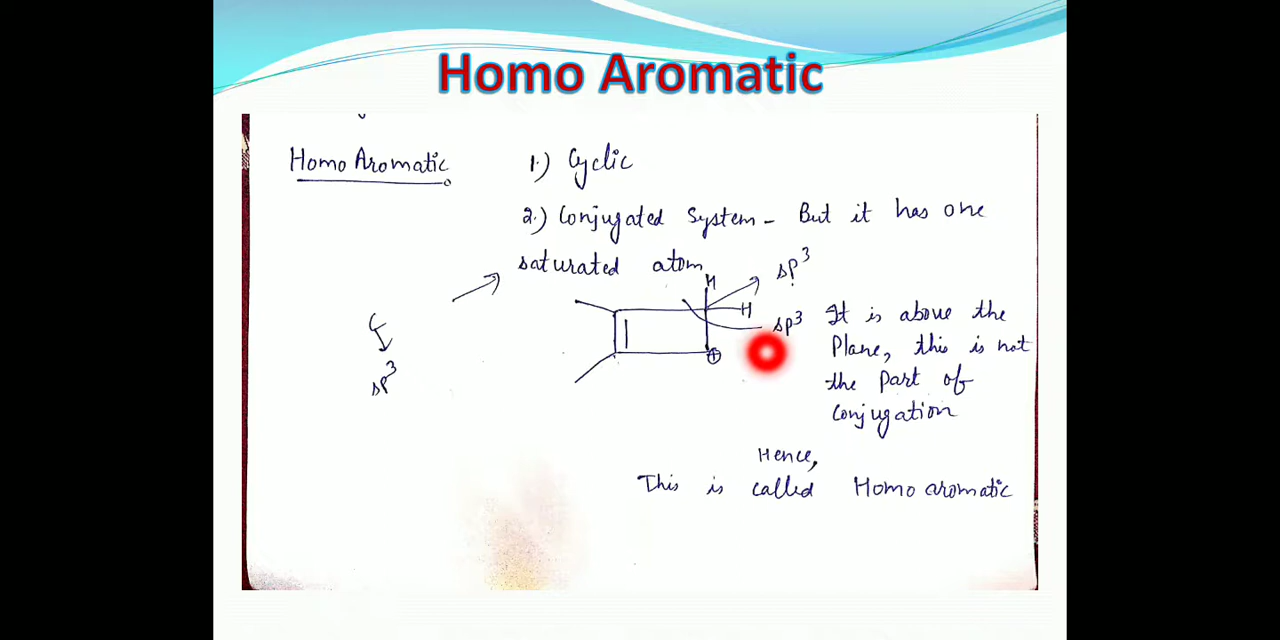 Homo Aromatic
Homo Aromatic
1.) Cyclic
2.) Conjugated System - But it has one
saturated atom
sp³
H
H
sp³
sp³
⊕
It is above the
Plane, this is not
the part of
conjugation
Hence,
This is called Homo aromatic